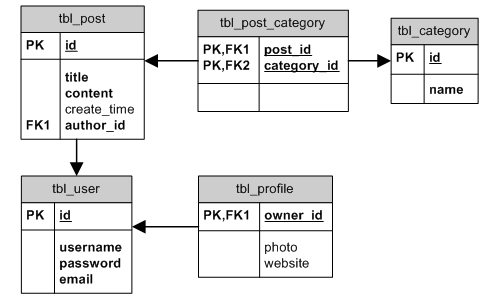 tbl_post
PK id
title
content
create_time
FK1 author_id
tbl_post_category
PK,FK1 post_id
PK,FK2 category_id
tbl_category
PK id
name
tbl_user
PK id
username
password
email
tbl_profile
PK,FK1 owner_id
photo
website